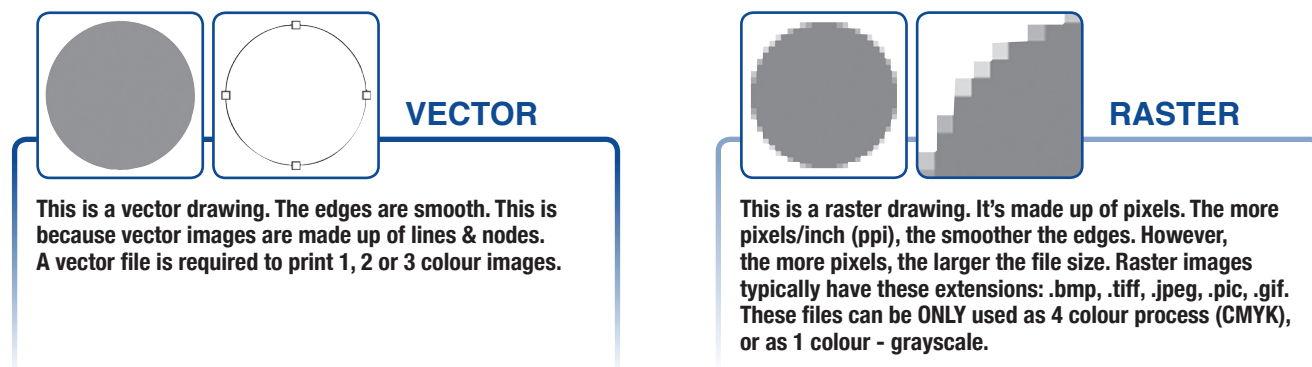 VECTOR
This is a vector drawing. The edges are smooth. This is
because vector images are made up of lines & nodes.
A vector file is required to print 1, 2 or 3 colour images.
RASTER
This is a raster drawing. It’s made up of pixels. The more
pixels/inch (ppi), the smoother the edges. However,
the more pixels, the larger the file size. Raster images
typically have these extensions: .bmp, .tiff, .jpeg, .pic, .gif.
These files can be ONLY used as 4 colour process (CMYK),
or as 1 colour - grayscale.